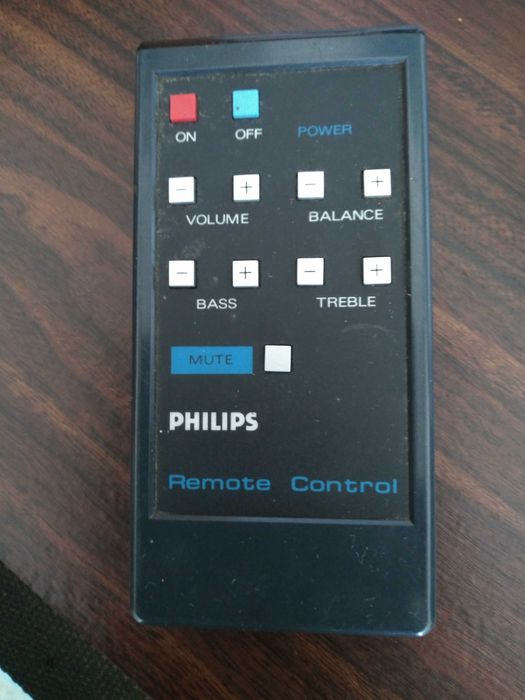 ON OFF POWER
- + - +
VOLUME BALANCE
- + - +
BASS TREBLE
MUTE
PHILIPS
Remote Control